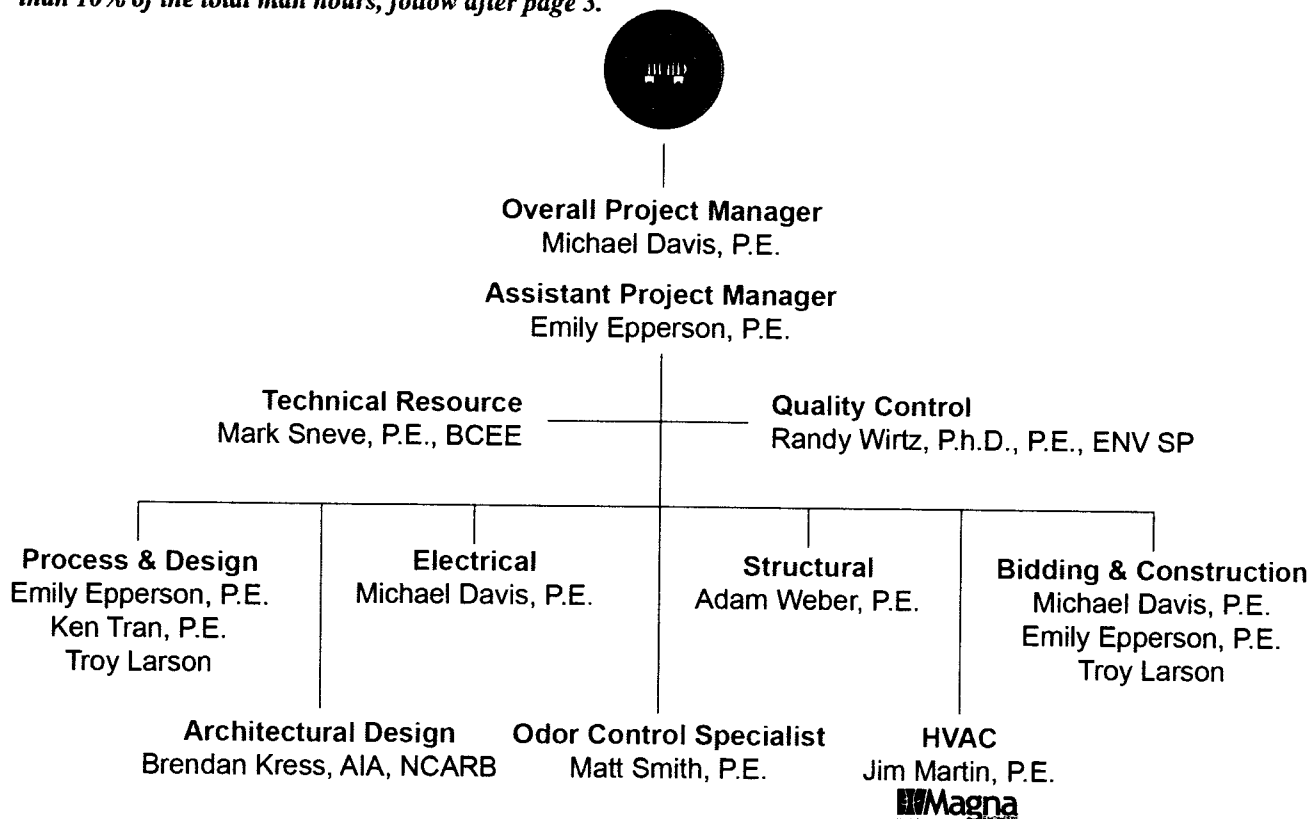 than 10% of the total man hours, follow after page 3.
Overall Project Manager
Michael Davis, P.E.
Assistant Project Manager
Emily Epperson, P.E.
Technical Resource
Mark Sneve, P.E., BCEE
Quality Control
Randy Wirtz, P.h.D., P.E., ENV SP
Process & Design
Emily Epperson, P.E.
Ken Tran, P.E.
Troy Larson
Electrical
Michael Davis, P.E.
Structural
Adam Weber, P.E.
Bidding & Construction
Michael Davis, P.E.
Emily Epperson, P.E.
Troy Larson
Architectural Design
Brendan Kress, AIA, NCARB
Odor Control Specialist
Matt Smith, P.E.
HVAC
Jim Martin, P.E.
Magna